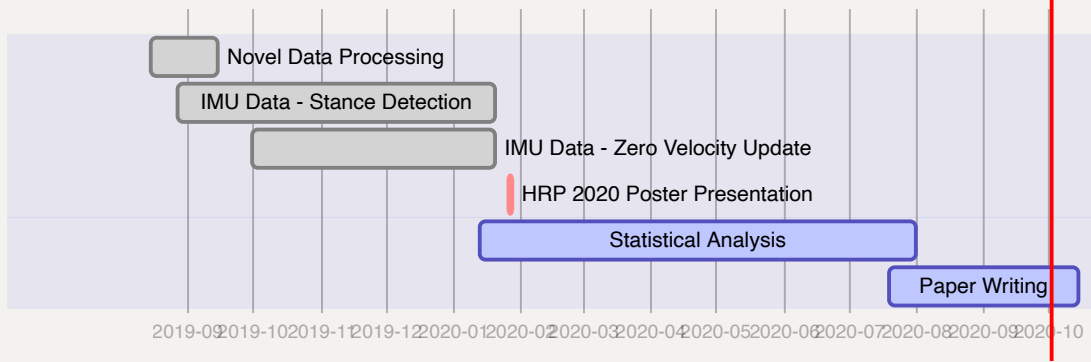 Novel Data Processing
IMU Data - Stance Detection
IMU Data - Zero Velocity Update
HRP 2020 Poster Presentation
Statistical Analysis
Paper Writing
2019-09 2019-10 2019-11 2019-12 2020-01 2020-02 2020-03 2020-04 2020-05 2020-06 2020-07 2020-08 2020-09 2020-10